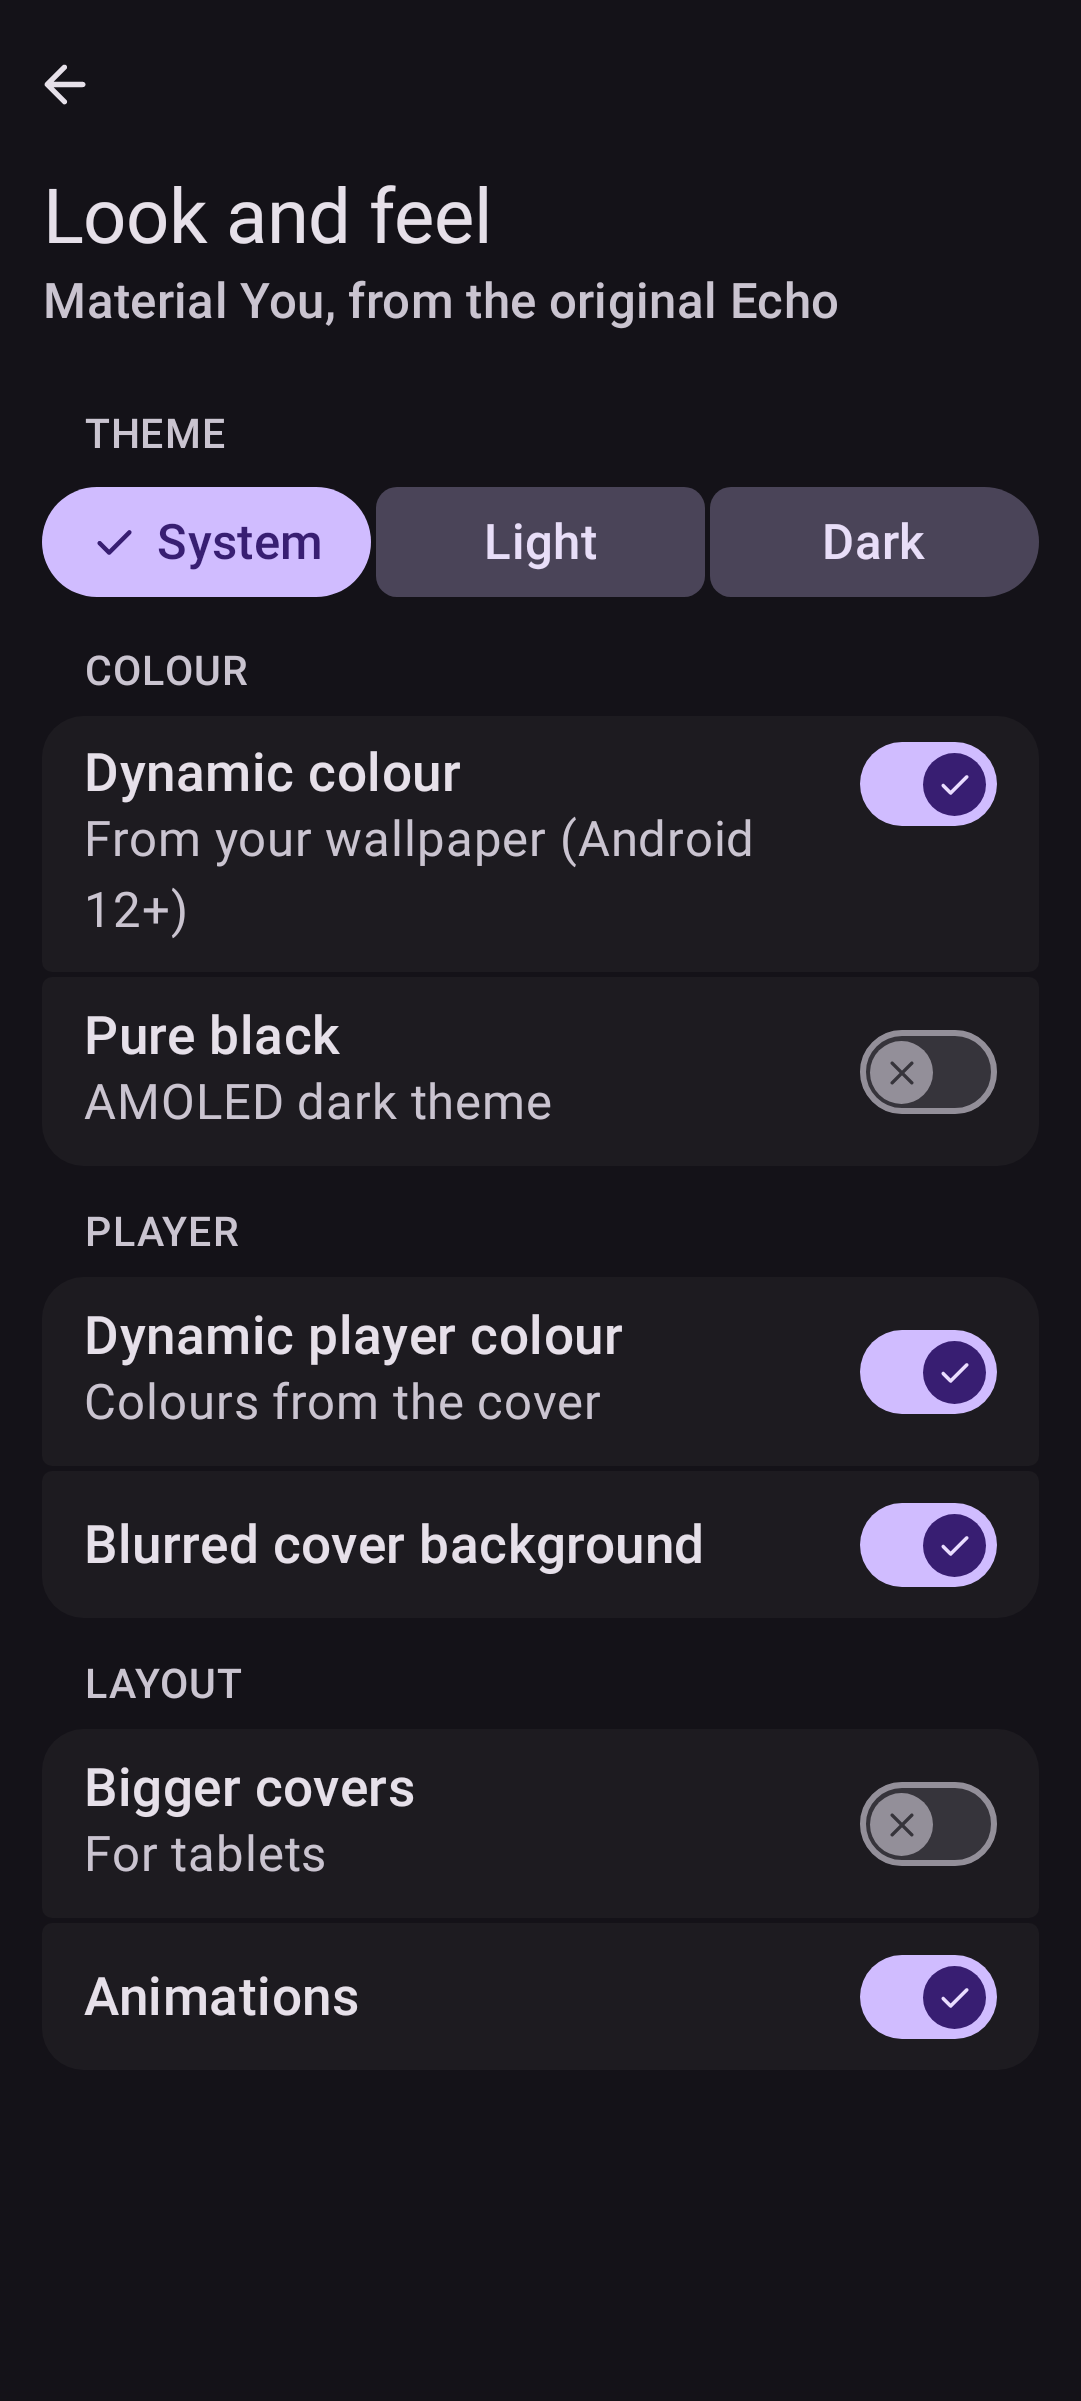 Look and feel
Material You, from the original Echo
THEME
System
Light
Dark
COLOUR
Dynamic colour
From your wallpaper (Android
12+)
Pure black
AMOLED dark theme
PLAYER
Dynamic player colour
Colours from the cover
Blurred cover background
LAYOUT
Bigger covers
For tablets
Animations